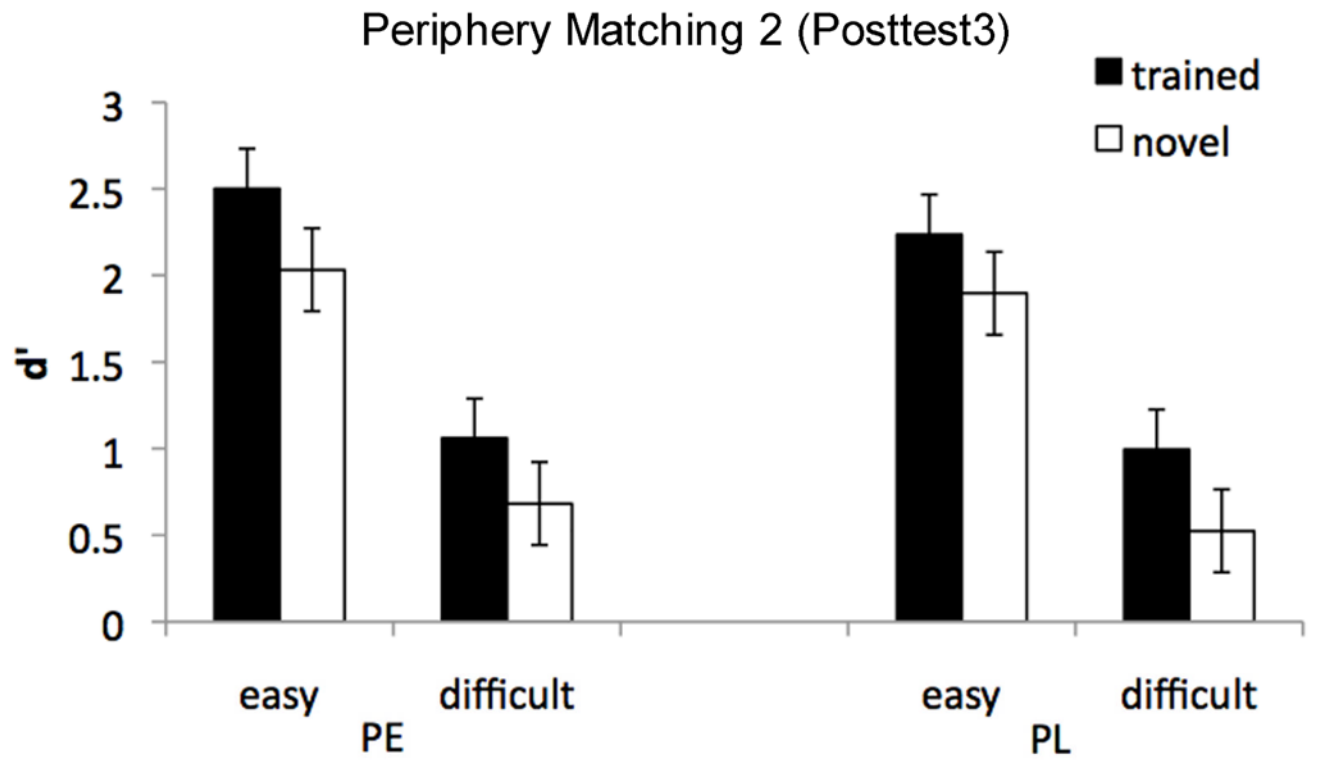 Periphery Matching 2 (Posttest3)
trained
novel
3
2.5
2
1.5
1
0.5
0
d'
easy difficult easy difficult
PE PL